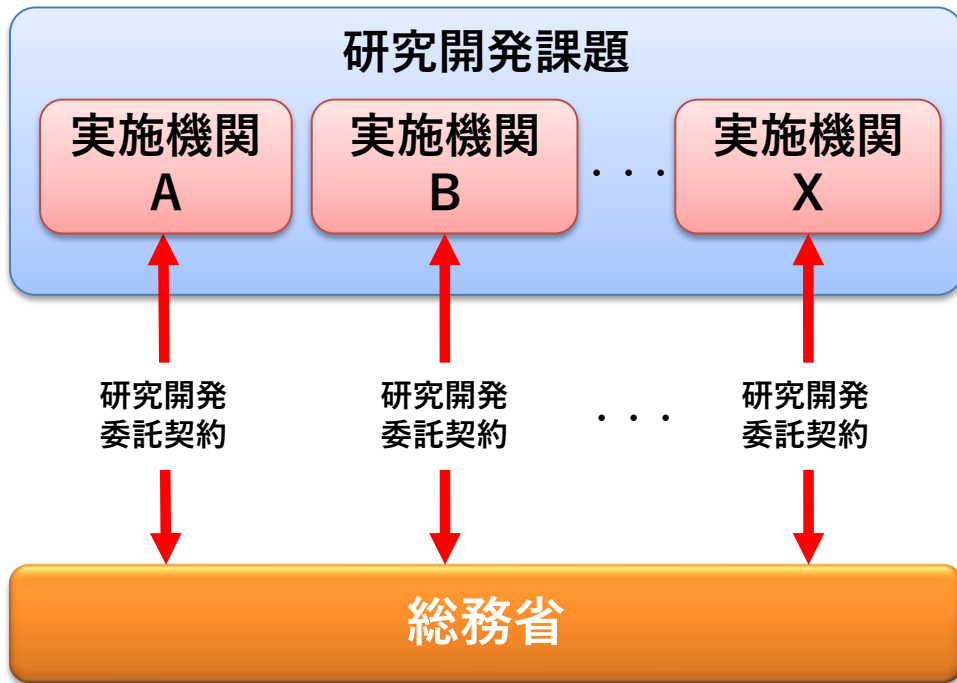 研究開発課題
実施機関
A
実施機関
B
・・・
実施機関
X
研究開発
委託契約
研究開発
委託契約
・・・
研究開発
委託契約
総務省